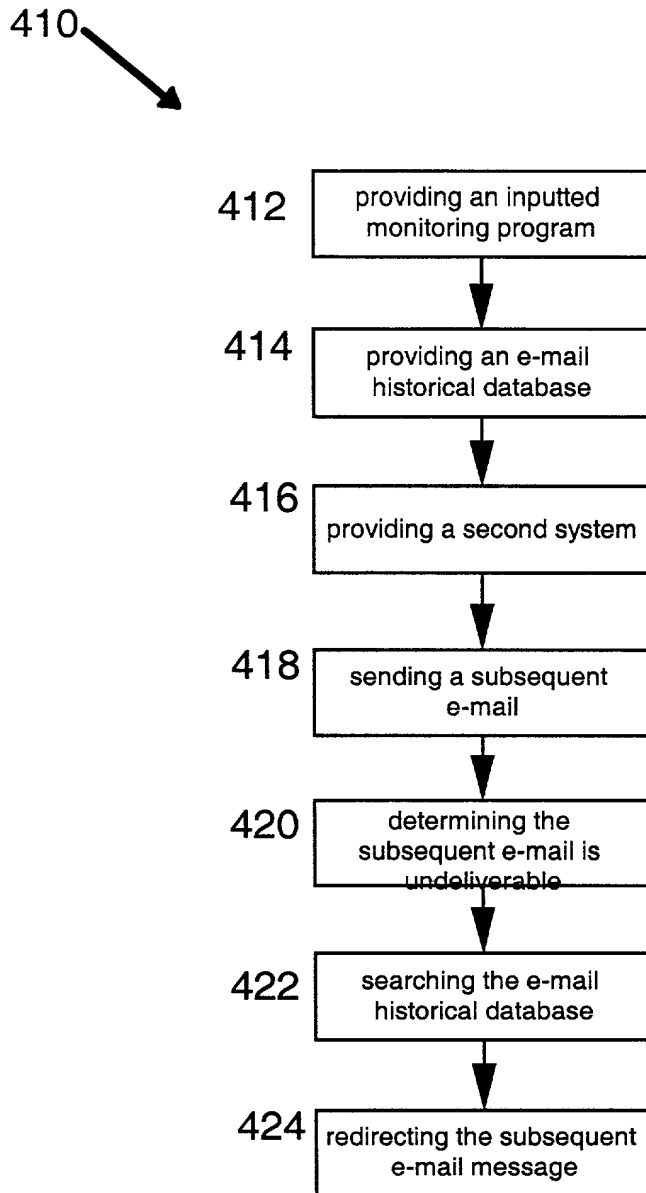 410
412
providing an inputted
monitoring program
414
providing an e-mail
historical database
416
providing a second system
418
sending a subsequent
e-mail
420
determining the
subsequent e-mail is
undeliverable
422
searching the e-mail
historical database
424
redirecting the subsequent
e-mail message